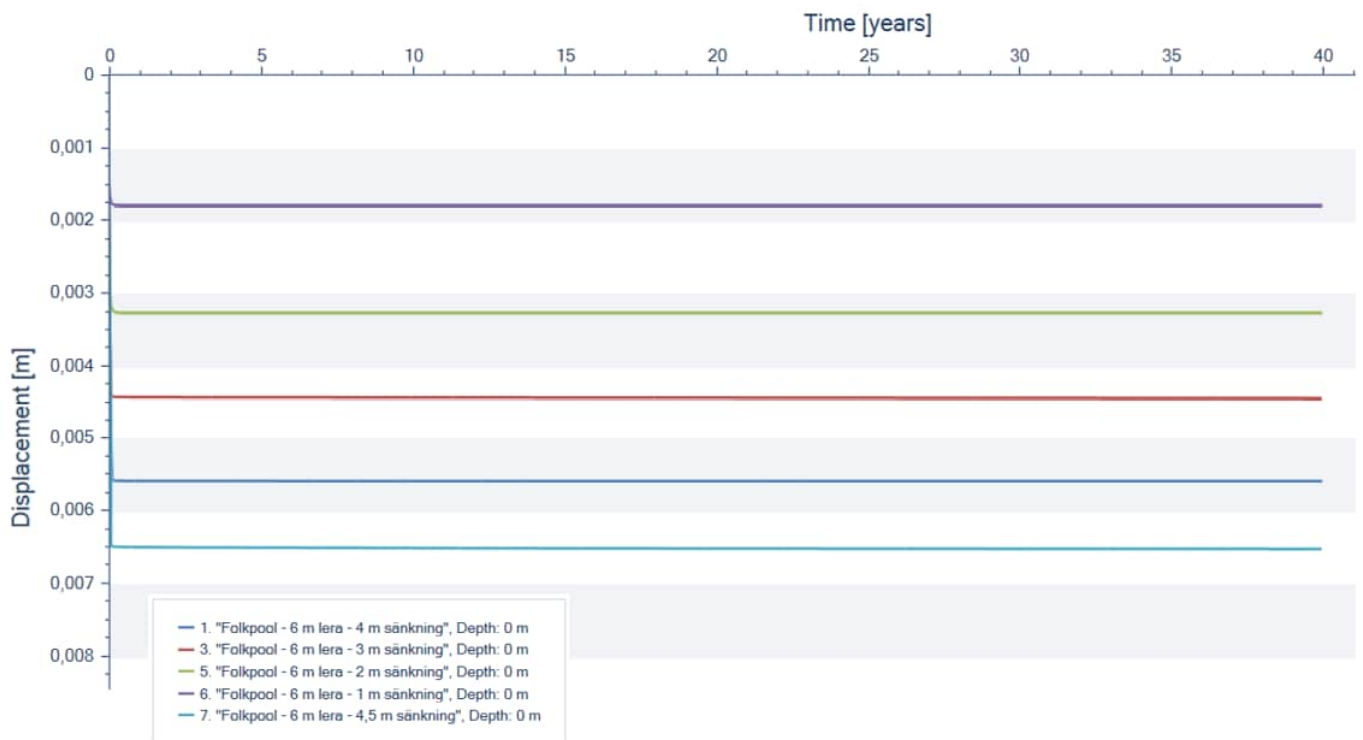 Time [years]
0 5 10 15 20 25 30 35 40
0
0,001
0,002
0,003
0,004
0,005
0,006
0,007
0,008
Displacement [m]
1. "Folkpool - 6 m lera - 4 m sänkning", Depth: 0 m
3. "Folkpool - 6 m lera - 3 m sänkning", Depth: 0 m
5. "Folkpool - 6 m lera - 2 m sänkning", Depth: 0 m
6. "Folkpool - 6 m lera - 1 m sänkning", Depth: 0 m
7. "Folkpool - 6 m lera - 4,5 m sänkning", Depth: 0 m